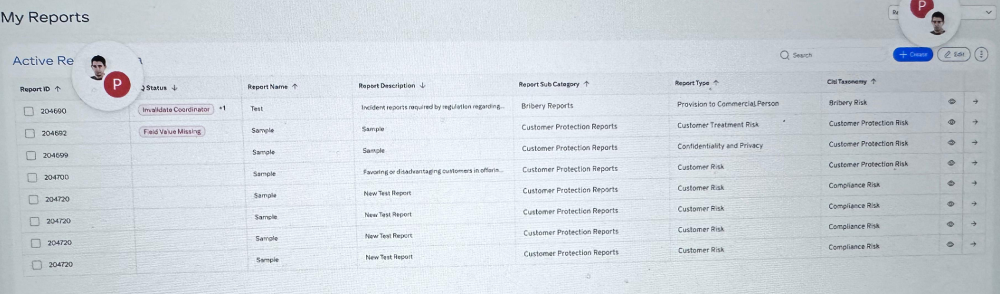 My Reports
P
Active Re
Search
+ Create
Edit
P
Report ID ↑ Status ↓ Report Name ↑ Report Description ↓ Report Sub Category ↑ Report Type ↑ Citi Taxonomy ↑
204690 Invalidate Coordinator +1 Test Incident reports required by regulation regarding... Bribery Reports Provision to Commercial Person Bribery Risk
204692 Field Value Missing Sample Sample Customer Protection Reports Customer Treatment Risk Customer Protection Risk
204699 Sample Sample Customer Protection Reports Confidentiality and Privacy Customer Protection Risk
204700 Sample Favoring or disadvantaging customers in offerin... Customer Protection Reports Customer Risk Customer Protection Risk
204720 Sample New Test Report Customer Protection Reports Customer Risk Compliance Risk
204720 Sample New Test Report Customer Protection Reports Customer Risk Compliance Risk
204720 Sample New Test Report Customer Protection Reports Customer Risk Compliance Risk
204720 Sample New Test Report Customer Protection Reports Customer Risk Compliance Risk